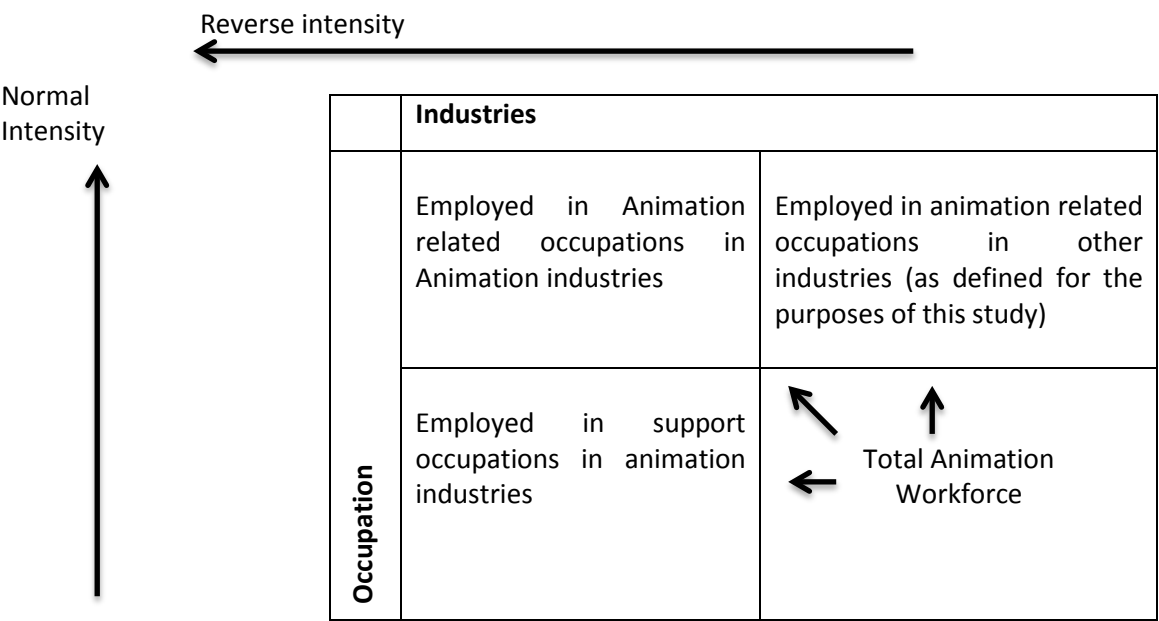 Reverse intensity
Normal
Intensity
Industries
Employed in Animation
related occupations in
Animation industries
Employed in animation related
occupations in other
industries (as defined for the
purposes of this study)
Occupation
Employed in support
occupations in animation
industries
Total Animation
Workforce